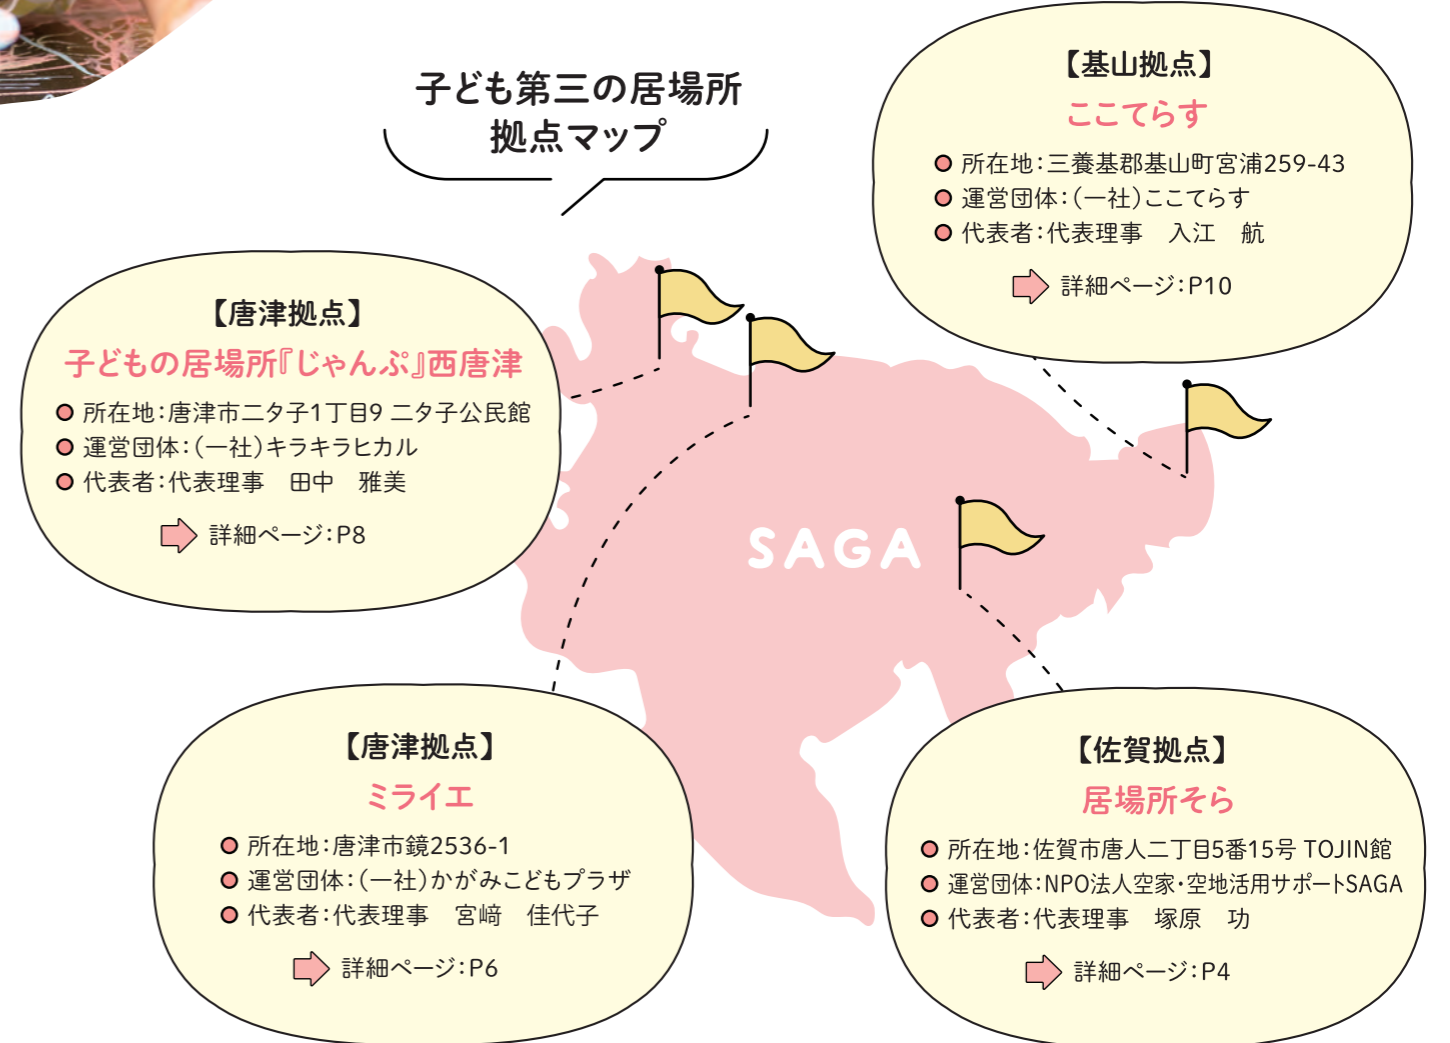 子ども第三の居場所
拠点マップ
【基山拠点】
ここてらす
所在地：三養基郡基山町宮浦259-43
運営団体：（一社）ここてらす
代表者：代表理事　入江　航
詳細ページ：P10
【唐津拠点】
子どもの居場所『じゃんぷ』西唐津
所在地：唐津市二タ子1丁目9 二タ子公民館
運営団体：（一社）キラキラヒカル
代表者：代表理事　田中　雅美
詳細ページ：P8
SAGA
【唐津拠点】
ミライエ
所在地：唐津市鏡2536-1
運営団体：（一社）かがみこどもプラザ
代表者：代表理事　宮﨑　佳代子
詳細ページ：P6
【佐賀拠点】
居場所そら
所在地：佐賀市唐人二丁目5番15号 TOJIN館
運営団体：NPO法人空家・空地活用サポートSAGA
代表者：代表理事　塚原　功
詳細ページ：P4